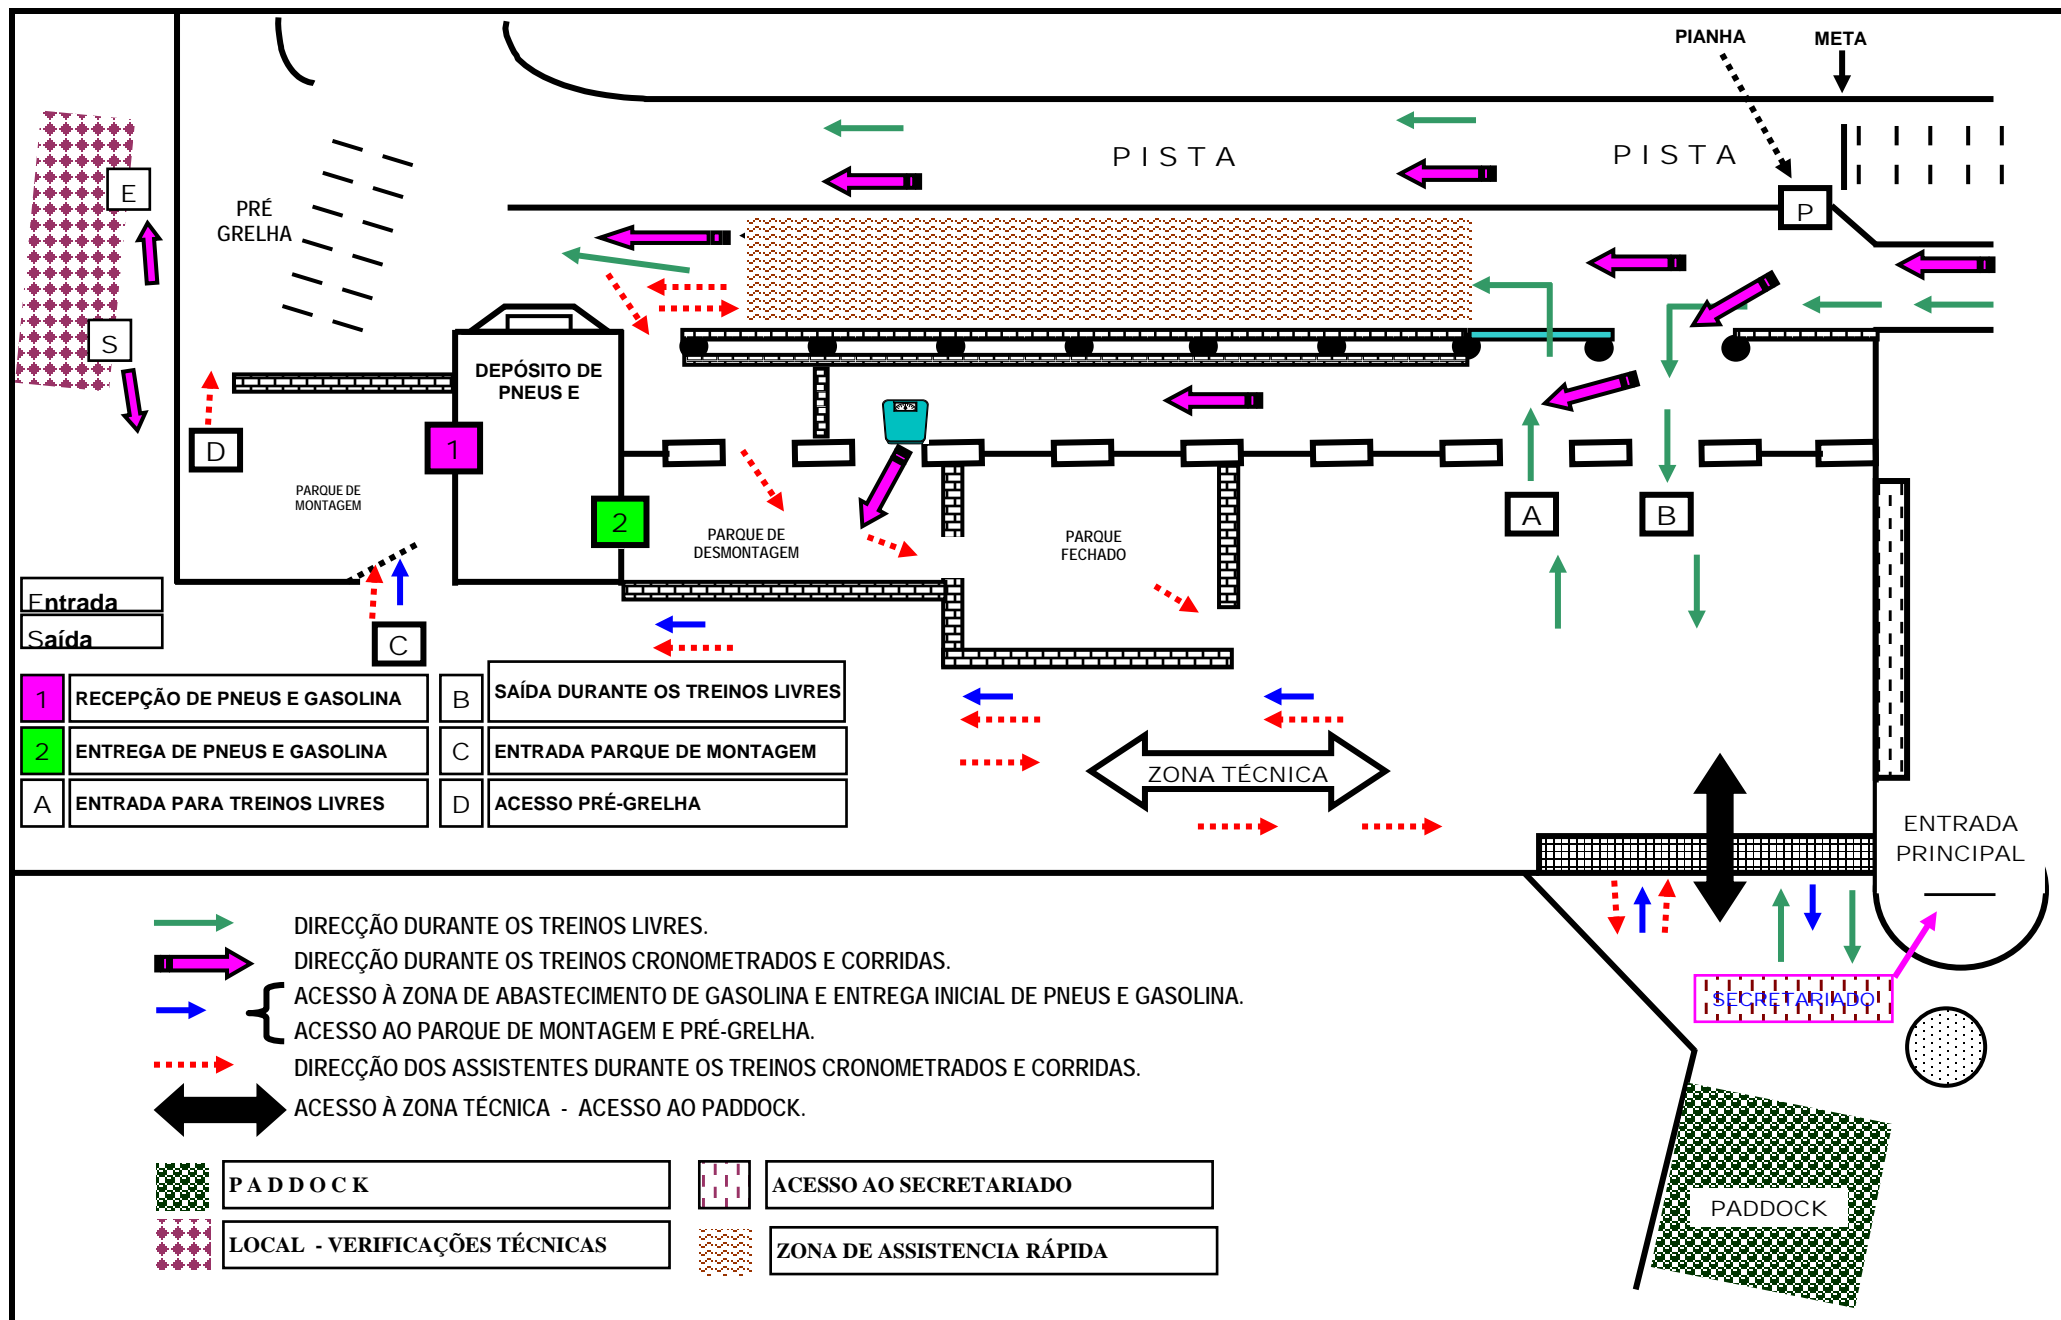 PIANHA
META
PISTA
PISTA
E
P
PRÉ
GRELHA
S
DEPÓSITO DE
PNEUS E
D
1
PARQUE DE
MONTAGEM
2
PARQUE DE
DESMONTAGEM
PARQUE
FECHADO
A
B
Entrada
Saída
C
1
RECEPÇÃO DE PNEUS E GASOLINA
B
SAÍDA DURANTE OS TREINOS LIVRES
2
ENTREGA DE PNEUS E GASOLINA
C
ENTRADA PARQUE DE MONTAGEM
A
ENTRADA PARA TREINOS LIVRES
D
ACESSO PRÉ-GRELHA
ZONA TÉCNICA
ENTRADA
PRINCIPAL
DIRECÇÃO DURANTE OS TREINOS LIVRES.
DIRECÇÃO DURANTE OS TREINOS CRONOMETRADOS E CORRIDAS.
ACESSO À ZONA DE ABASTECIMENTO DE GASOLINA E ENTREGA INICIAL DE PNEUS E GASOLINA.
ACESSO AO PARQUE DE MONTAGEM E PRÉ-GRELHA.
DIRECÇÃO DOS ASSISTENTES DURANTE OS TREINOS CRONOMETRADOS E CORRIDAS.
ACESSO À ZONA TÉCNICA - ACESSO AO PADDOCK.
SECRETARIADO
PADDOCK
P A D D O C K
ACESSO AO SECRETARIADO
LOCAL - VERIFICAÇÕES TÉCNICAS
ZONA DE ASSISTENCIA RÁPIDA